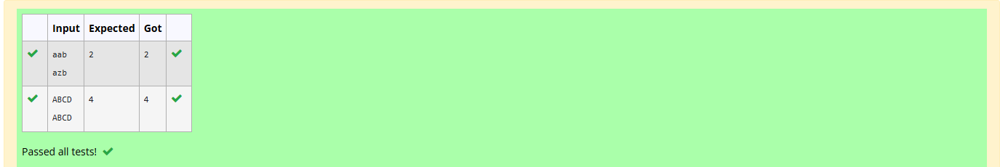 Input Expected Got
aab 2 2
azb
ABCD 4 4
ABCD
Passed all tests!